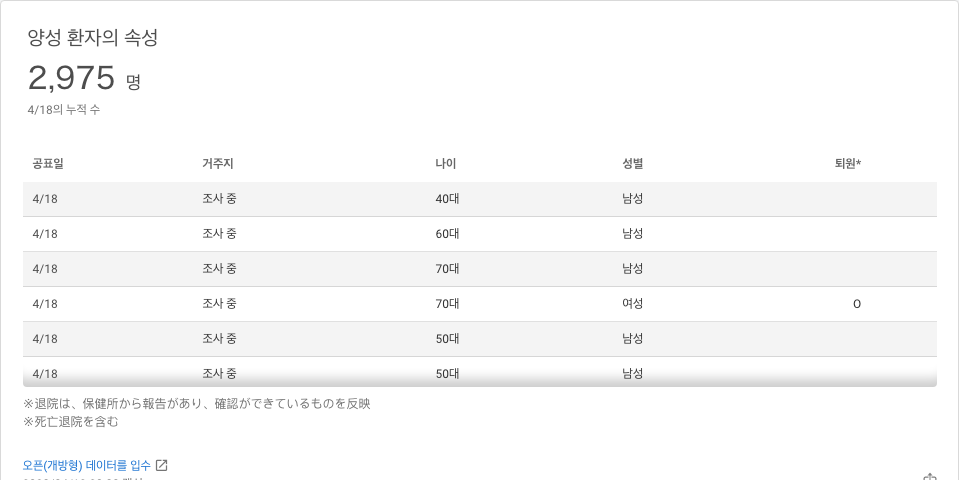 양성 환자의 속성
2,975 명
4/18의 누적 수
공표일 거주지 나이 성별 퇴원*
4/18 조사 중 40대 남성
4/18 조사 중 60대 남성
4/18 조사 중 70대 남성
4/18 조사 중 70대 여성 O
4/18 조사 중 50대 남성
4/18 조사 중 50대 남성
※退院は、保健所から報告があり、確認ができているものを反映
※死亡退院を含む
오픈(개방형) 데이터를 입수